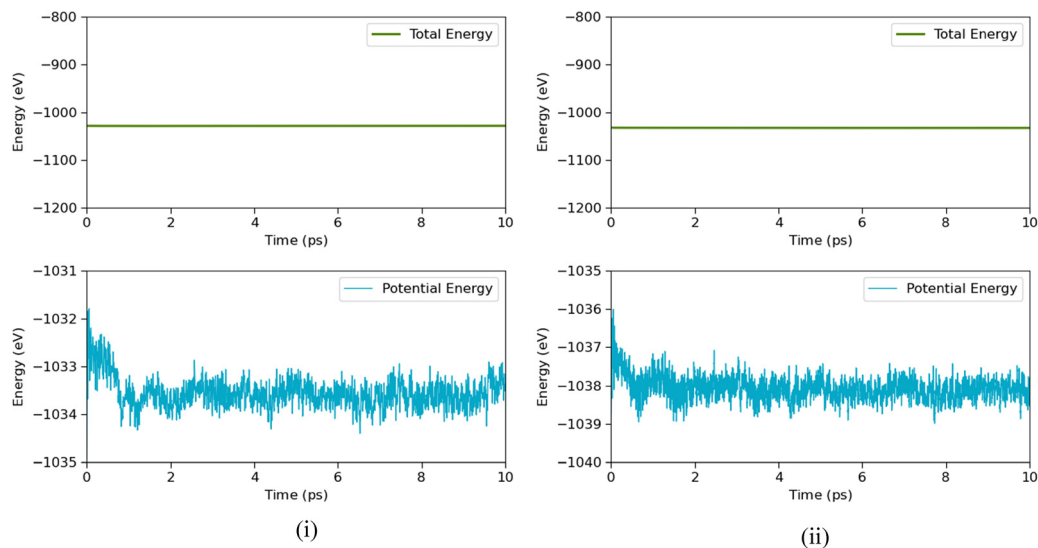 −800
−900
−1000
−1100
−1200
Energy (eV)
Total Energy
0 2 4 6 8 10
Time (ps)
−800
−900
−1000
−1100
−1200
Energy (eV)
Total Energy
0 2 4 6 8 10
Time (ps)
−1031
−1032
−1033
−1034
−1035
Energy (eV)
Potential Energy
0 2 4 6 8 10
Time (ps)
(i)
−1035
−1036
−1037
−1038
−1039
−1040
Energy (eV)
Potential Energy
0 2 4 6 8 10
Time (ps)
(ii)